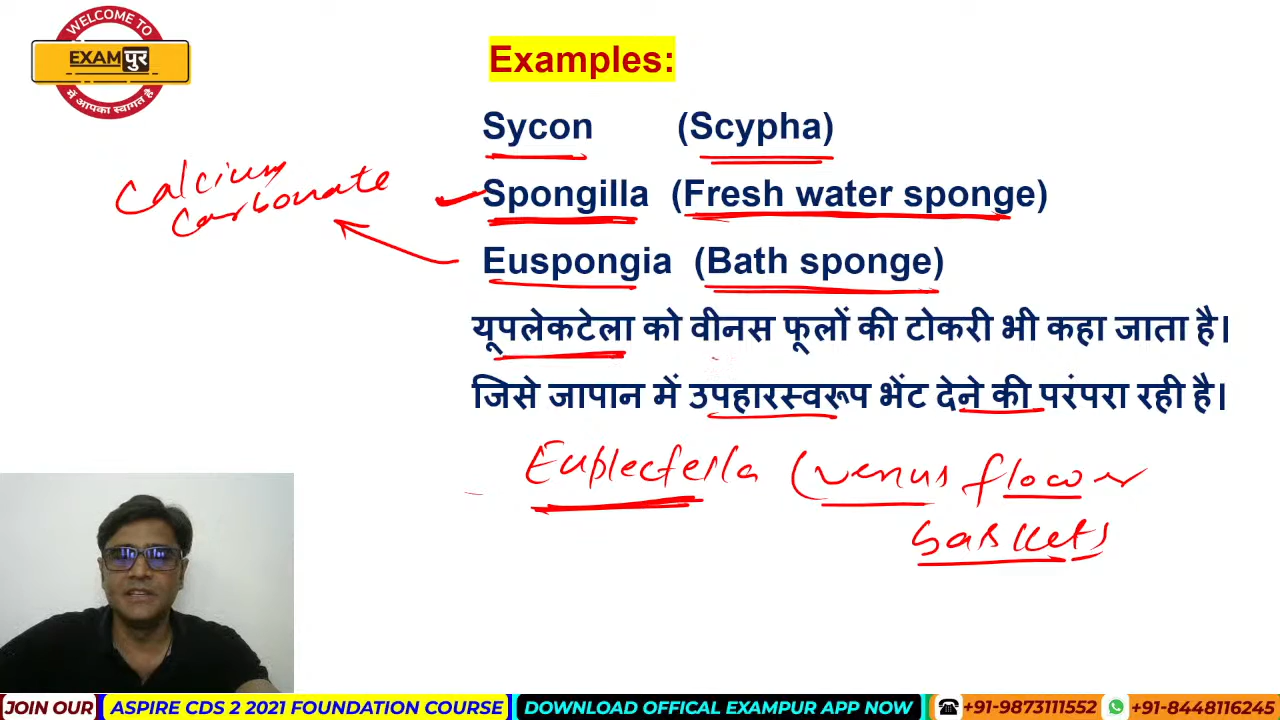 WELCOME TO
EXAMपुर
में आपका स्वागत है
Examples:
Sycon (Scypha)
Calcium
carbonate
Spongilla (Fresh water sponge)
Euspongia (Bath sponge)
यूपलेकटेला को वीनस फूलों की टोकरी भी कहा जाता है।
जिसे जापान में उपहारस्वरूप भेंट देने की परंपरा रही है।
Euplectella (venus flower
baskets
JOIN OUR ASPIRE CDS 2 2021 FOUNDATION COURSE DOWNLOAD OFFICAL EXAMPUR APP NOW +91-9873111552 +91-8448116245